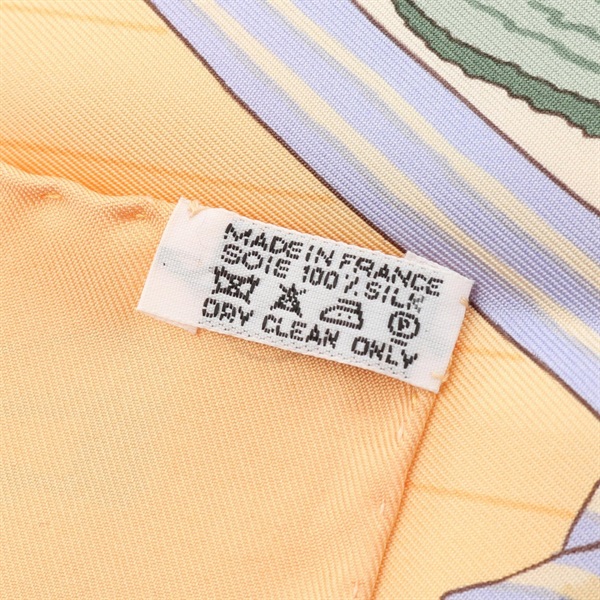 MADE IN FRANCE
SOIE 100% SILK
P
DRY CLEAN ONLY